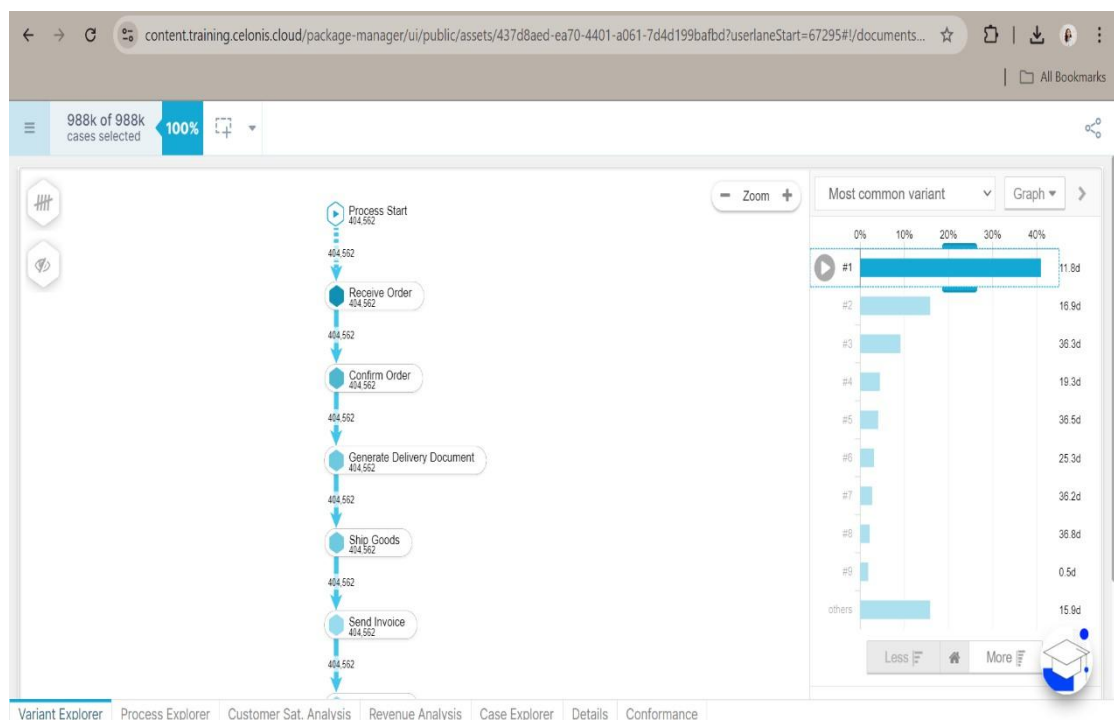 content.training.celonis.cloud/package-manager/ui/public/assets/437d8aed-ea70-4401-a061-7d4d199bafbd?userlaneStart=67295#!/documents...
All Bookmarks
988k of 988k
cases selected
100%
Zoom
Most common variant
Graph
Process Start
404,562
404,562
Receive Order
404,562
404,562
Confirm Order
404,562
404,562
Generate Delivery Document
404,562
404,562
Ship Goods
404,562
404,562
Send Invoice
404,562
404,562
0% 10% 20% 30% 40%
#1 11.8d
#2 16.9d
#3 36.3d
#4 19.3d
#5 36.5d
#6 25.3d
#7 36.2d
#8 36.8d
#9 0.5d
others 15.9d
Less More
Variant Explorer Process Explorer Customer Sat. Analysis Revenue Analysis Case Explorer Details Conformance